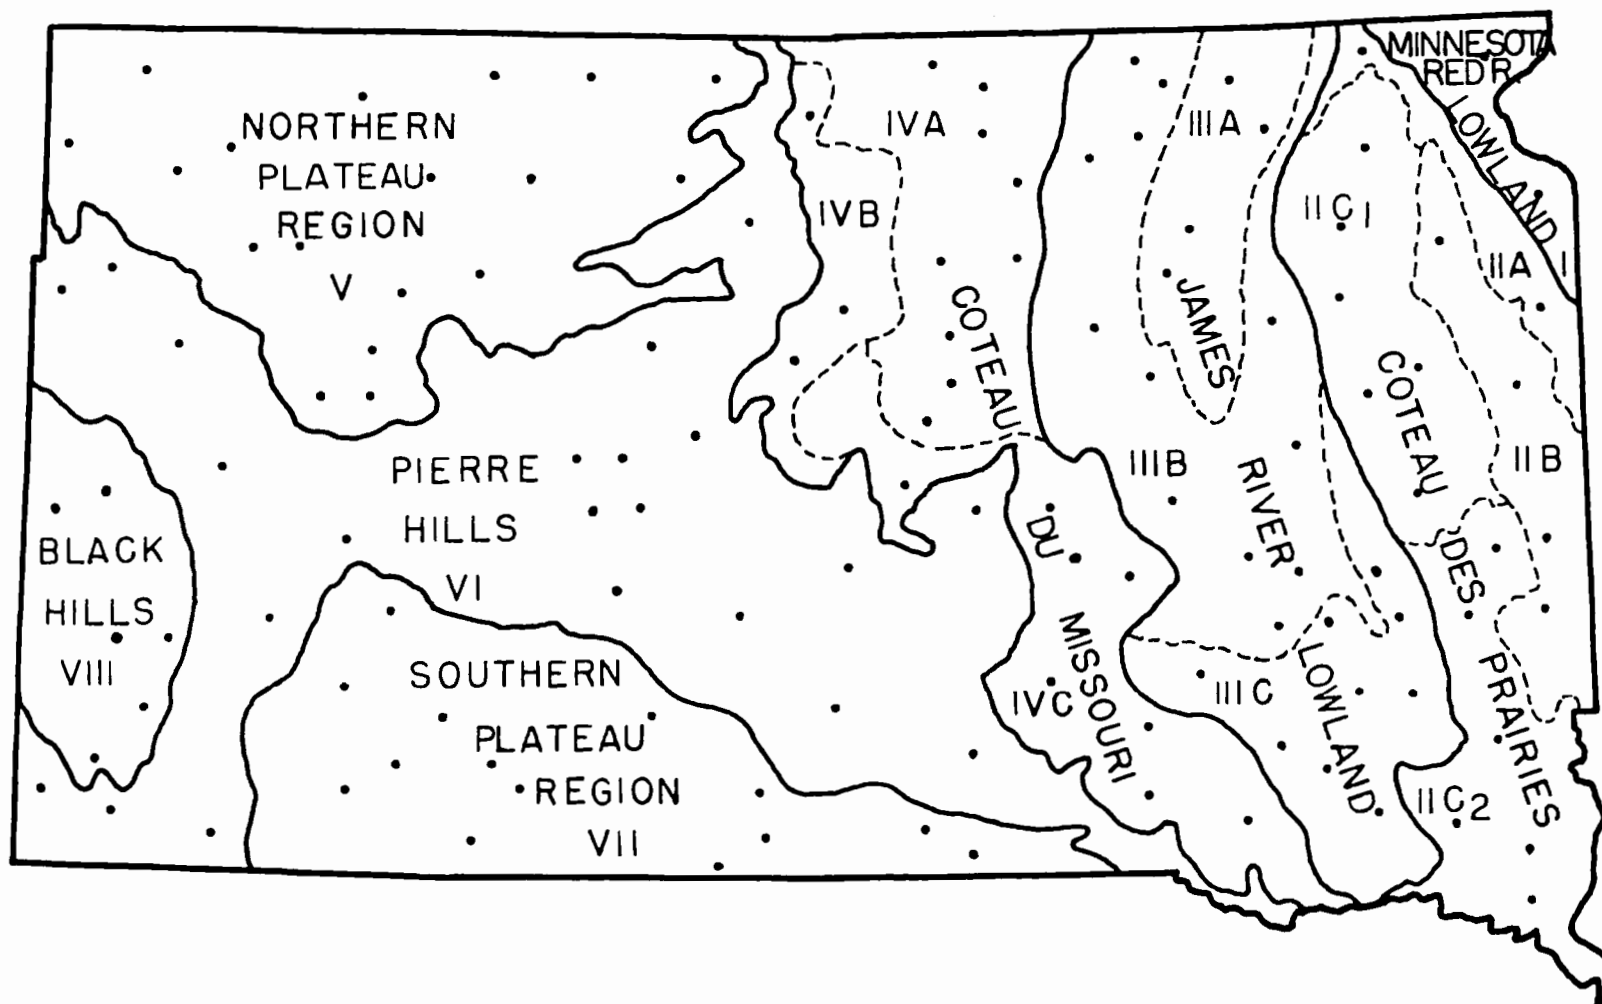 MINNESOTA
RED R.
LOWLAND I
NORTHERN
PLATEAU
REGION
V
IVA
IIIA
IVB
IIC1
IIA
COTEAU
DU
MISSOURI
JAMES
RIVER
LOWLAND
COTEAU
DES
PRAIRIES
IIIB
IIB
PIERRE
HILLS
VI
BLACK
HILLS
VIII
SOUTHERN
PLATEAU
REGION
VII
IVC
IIIC
IIC2